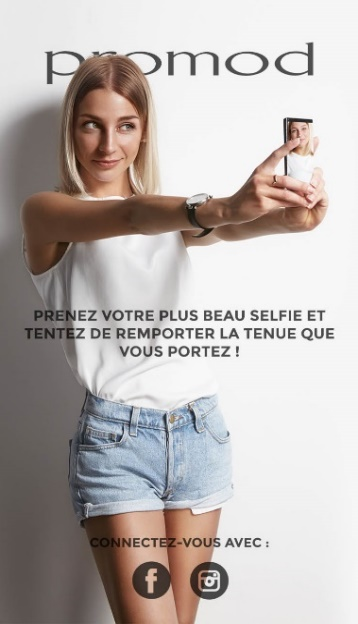 promod
PRENEZ VOTRE PLUS BEAU SELFIE ET
TENTEZ DE REMPORTER LA TENUE QUE
VOUS PORTEZ !
CONNECTEZ-VOUS AVEC :